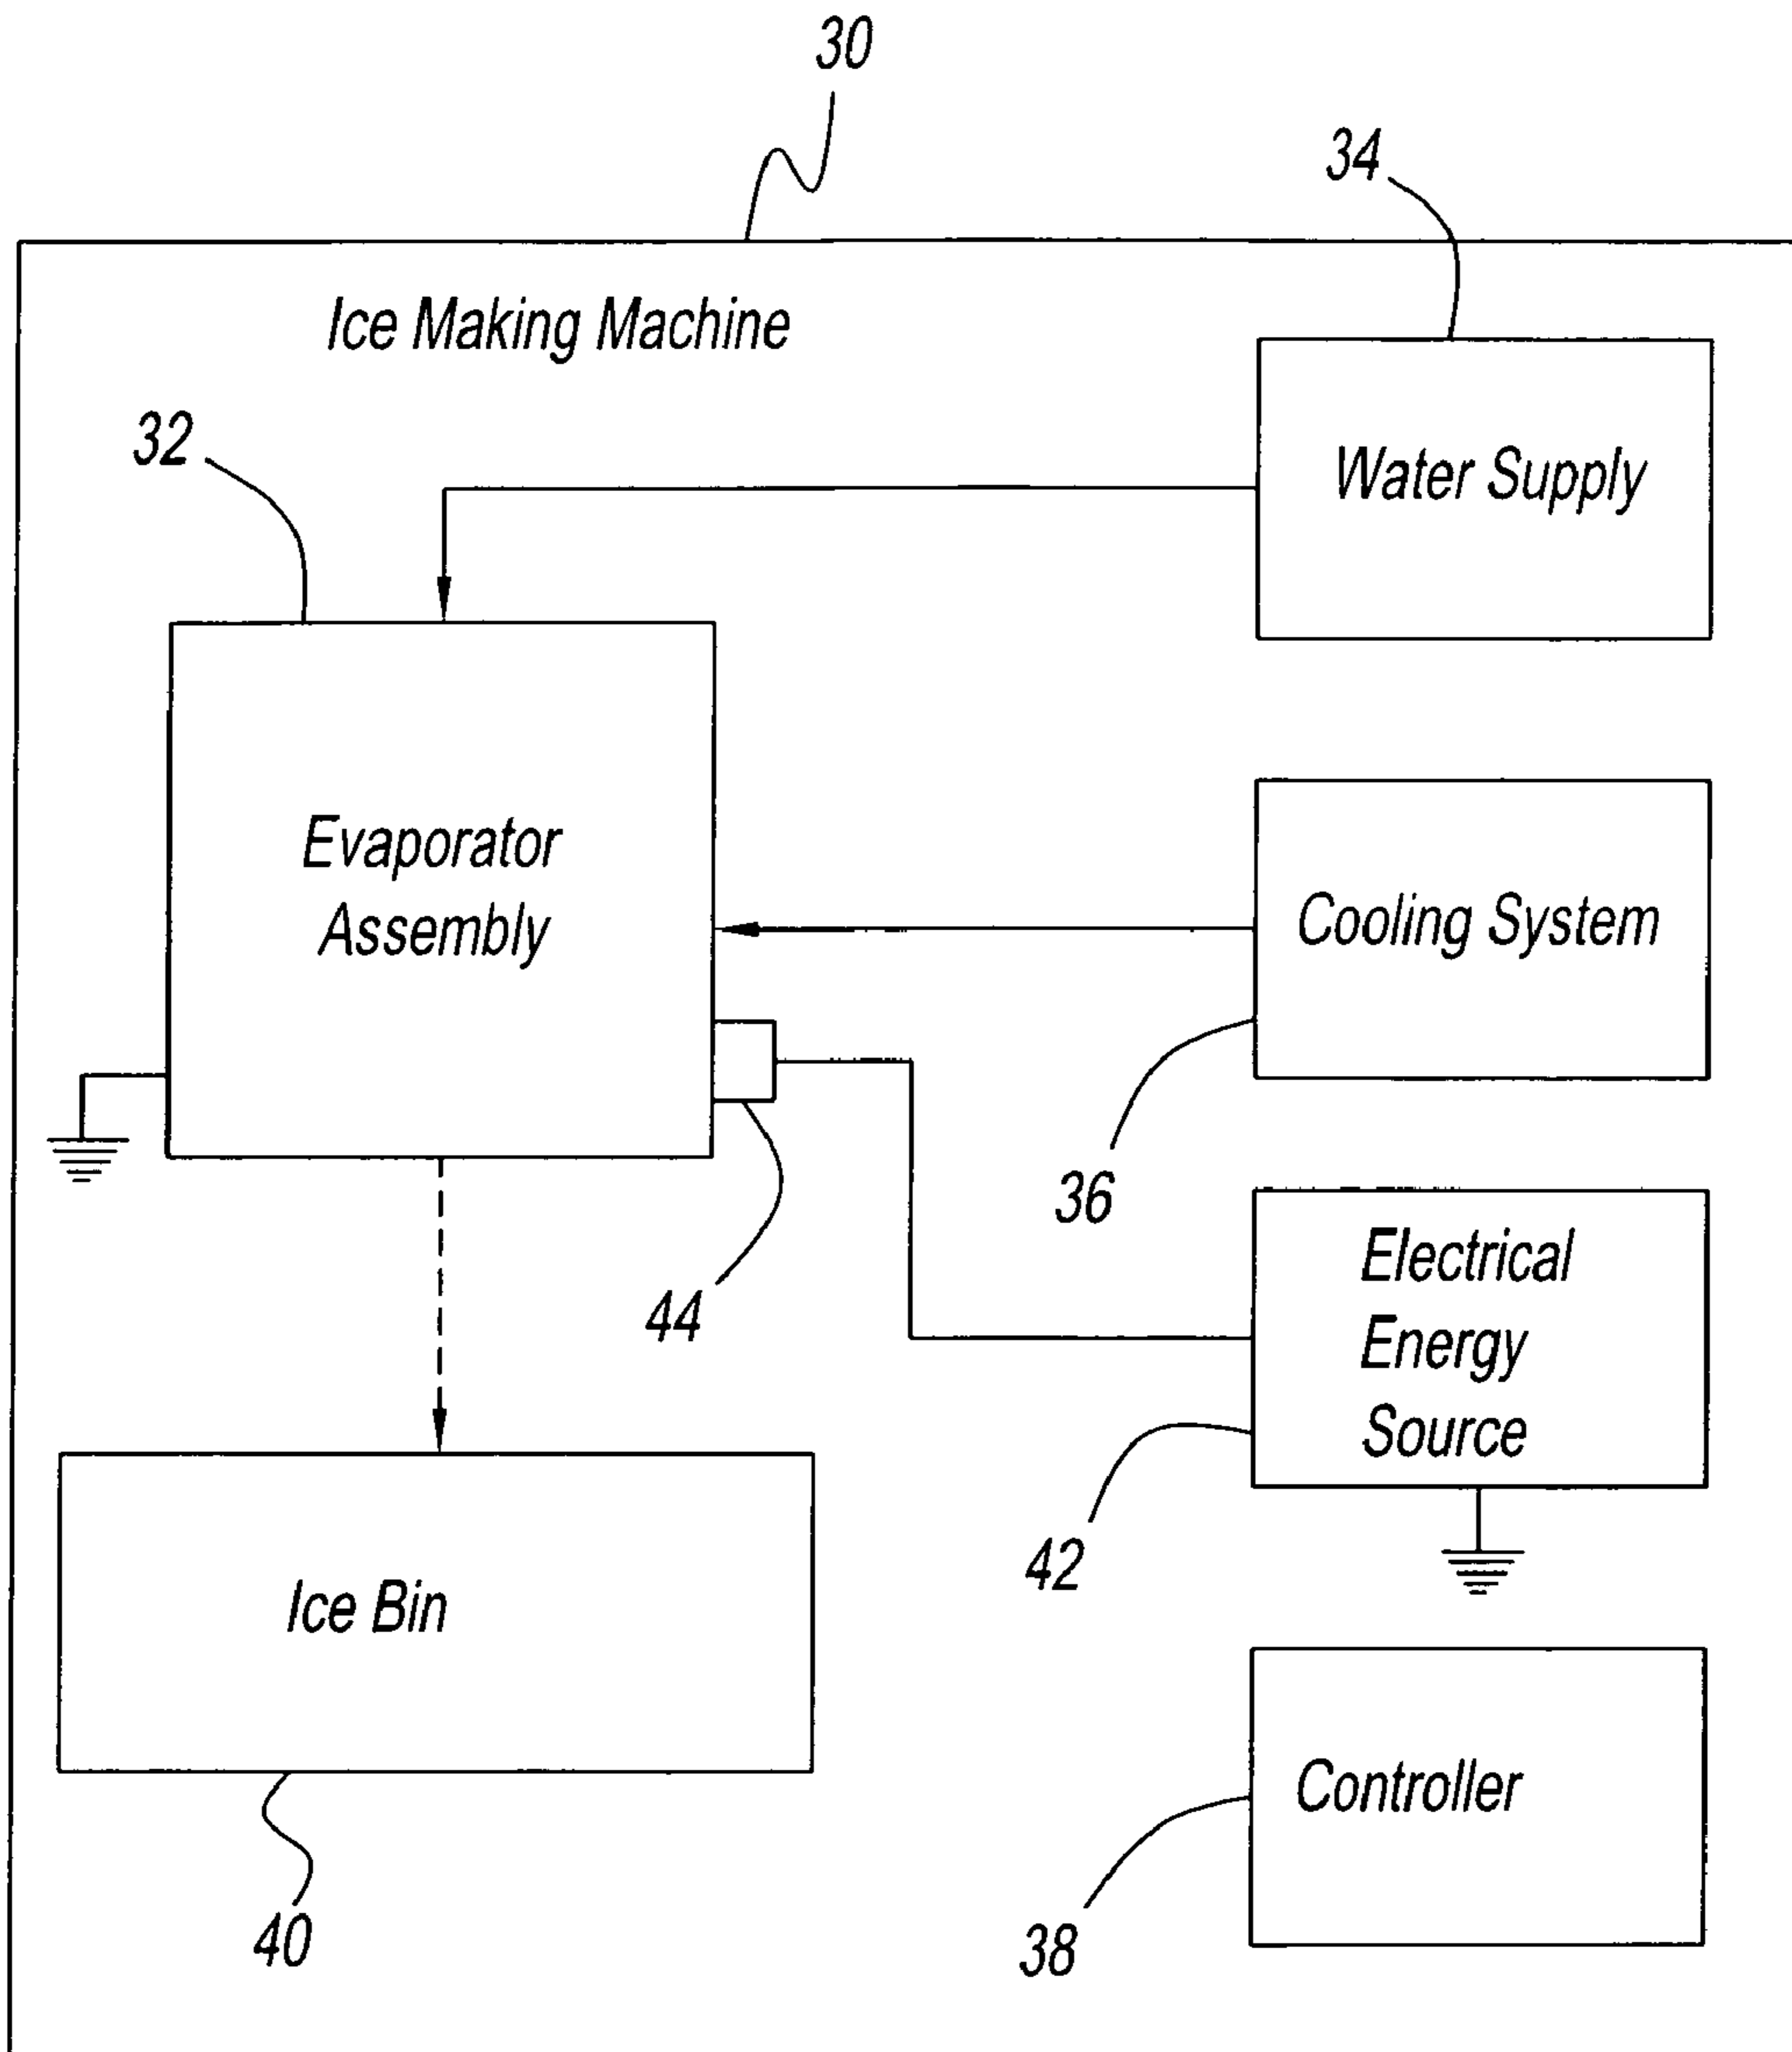 30
34
Ice Making Machine
32
Water Supply
Evaporator
Assembly
Cooling System
36
44
Electrical
Energy
Source
42
Ice Bin
Controller
40
38